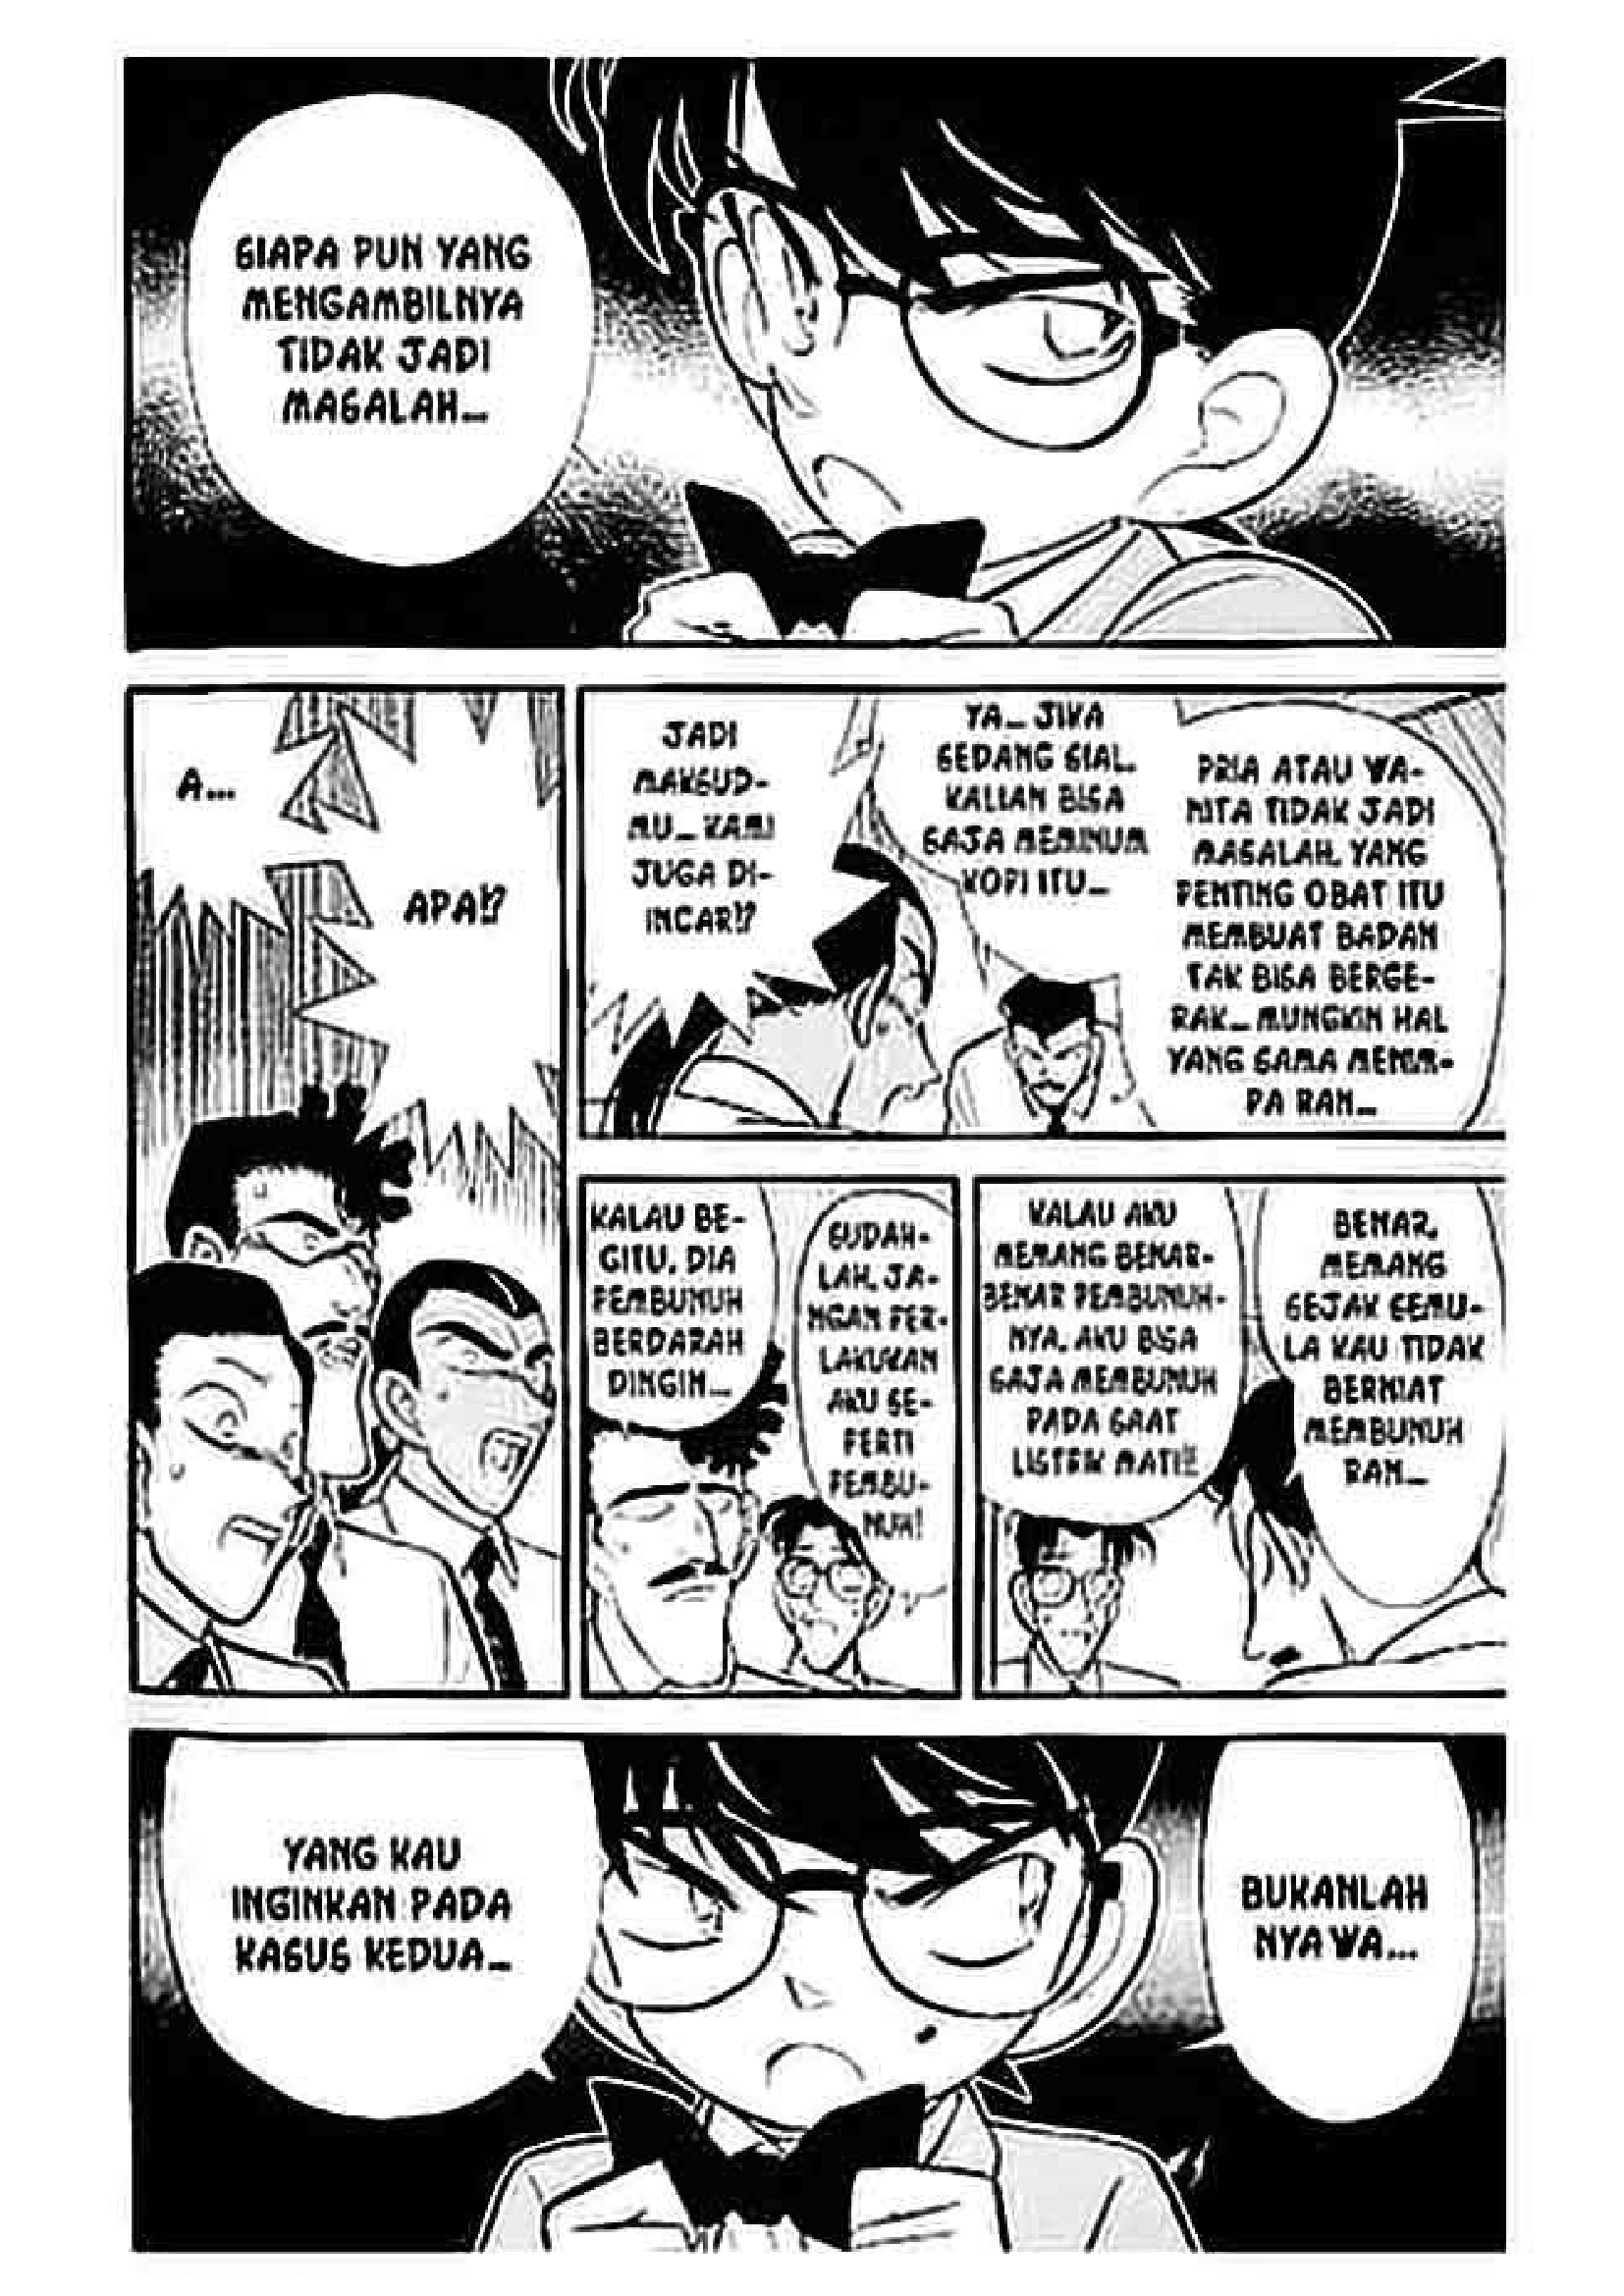 SIAPA PUN YANG
MENGAMBILNYA
TIDAK JADI
MASALAH...
PRIA ATAU WA-
NITA TIDAK JADI
MASALAH. YANG
PENTING OBAT ITU
MEMBUAT BADAN
TAK BISA BERGE-
RAK... MUNGKIN HAL
YANG SAMA MENIM-
PA RAN...
YA... JIKA
SEDANG SIAL,
KALIAN BISA
SAJA MEMINUM
KOPI ITU...
JADI
MAKSUD-
MU... KAMI
JUGA DI-
INCAR!?
A...
APA!?
BENAR,
MEMANG
SEJAK SEMU-
LA KAU TIDAK
BERNIAT
MEMBUNUH
RAN...
KALAU AKU
MEMANG BENAR-
BENAR PEMBUNUH-
NYA, AKU BISA
SAJA MEMBUNUH
PADA SAAT
LISTRIK MATI!!
SUDAH-
LAH, JA-
NGAN PER-
LAKUKAN
AKU SE-
PERTI
PEMBU-
NUH!
KALAU BE-
GITU, DIA
PEMBUNUH
BERDARAH
DINGIN...
BUKANLAH
NYAWA...
YANG KAU
INGINKAN PADA
KASUS KEDUA...